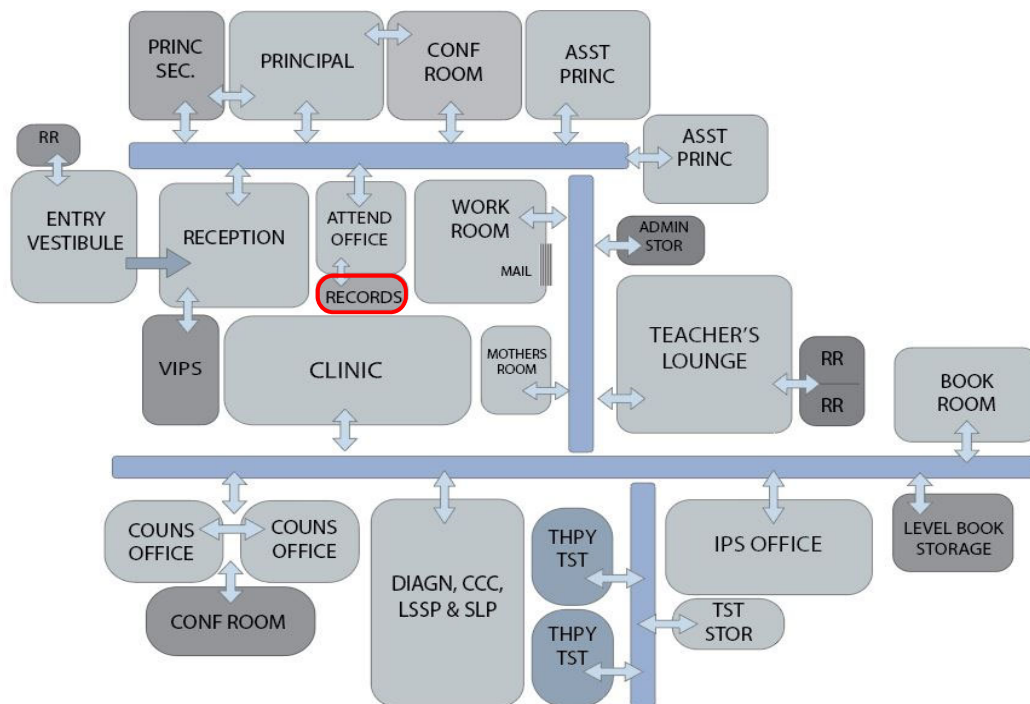 PRINC
SEC.
PRINCIPAL
CONF
ROOM
ASST
PRINC
RR
ASST
PRINC
ENTRY
VESTIBULE
RECEPTION
ATTEND
OFFICE
WORK
ROOM
MAIL
ADMIN
STOR
RECORDS
VIPS
CLINIC
MOTHERS
ROOM
TEACHER'S
LOUNGE
RR
RR
BOOK
ROOM
COUNS
OFFICE
COUNS
OFFICE
CONF ROOM
DIAGN, CCC,
LSSP & SLP
THPY
TST
THPY
TST
IPS OFFICE
TST
STOR
LEVEL BOOK
STORAGE